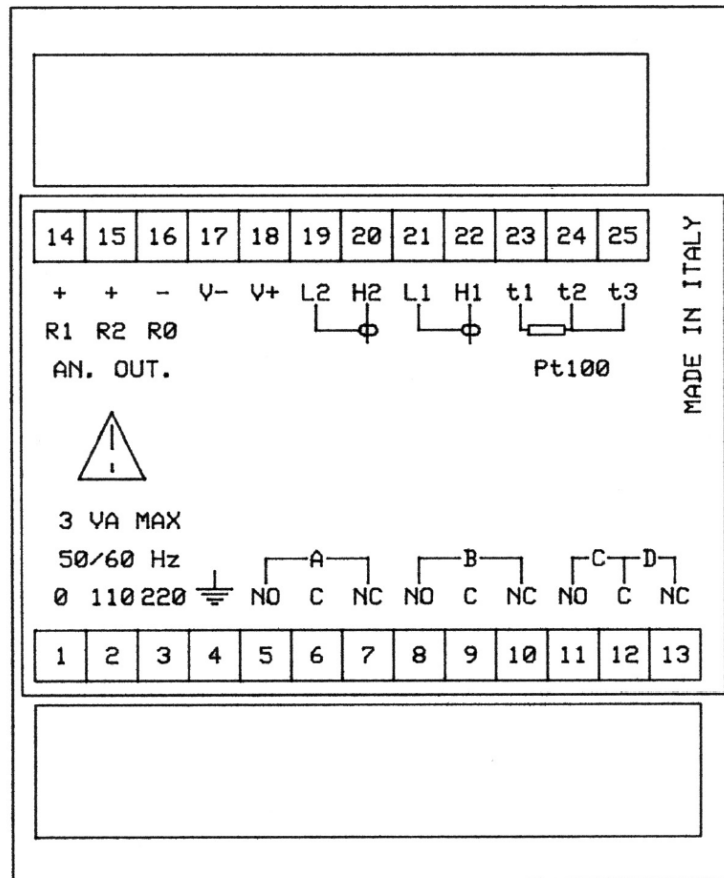 14 15 16 17 18 19 20 21 22 23 24 25
+ + - V- V+ L2 H2 L1 H1 t1 t2 t3
R1 R2 R0
AN. OUT.
Pt100
MADE IN ITALY
3 VA MAX
50/60 Hz
A B C D
0 110 220 NO C NC NO C NC NO C NC
1 2 3 4 5 6 7 8 9 10 11 12 13